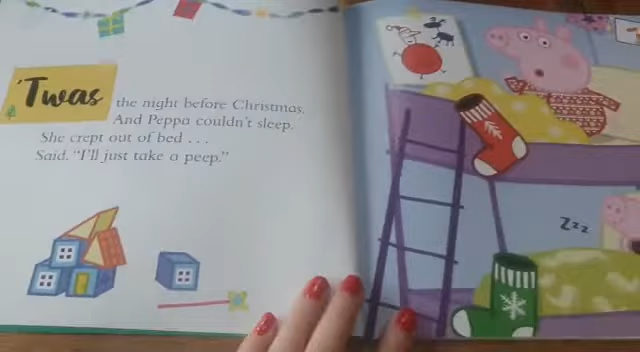 'Twas the night before Christmas,
And Peppa couldn't sleep.
She crept out of bed . . .
Said, "I'll just take a peep."
Zzz